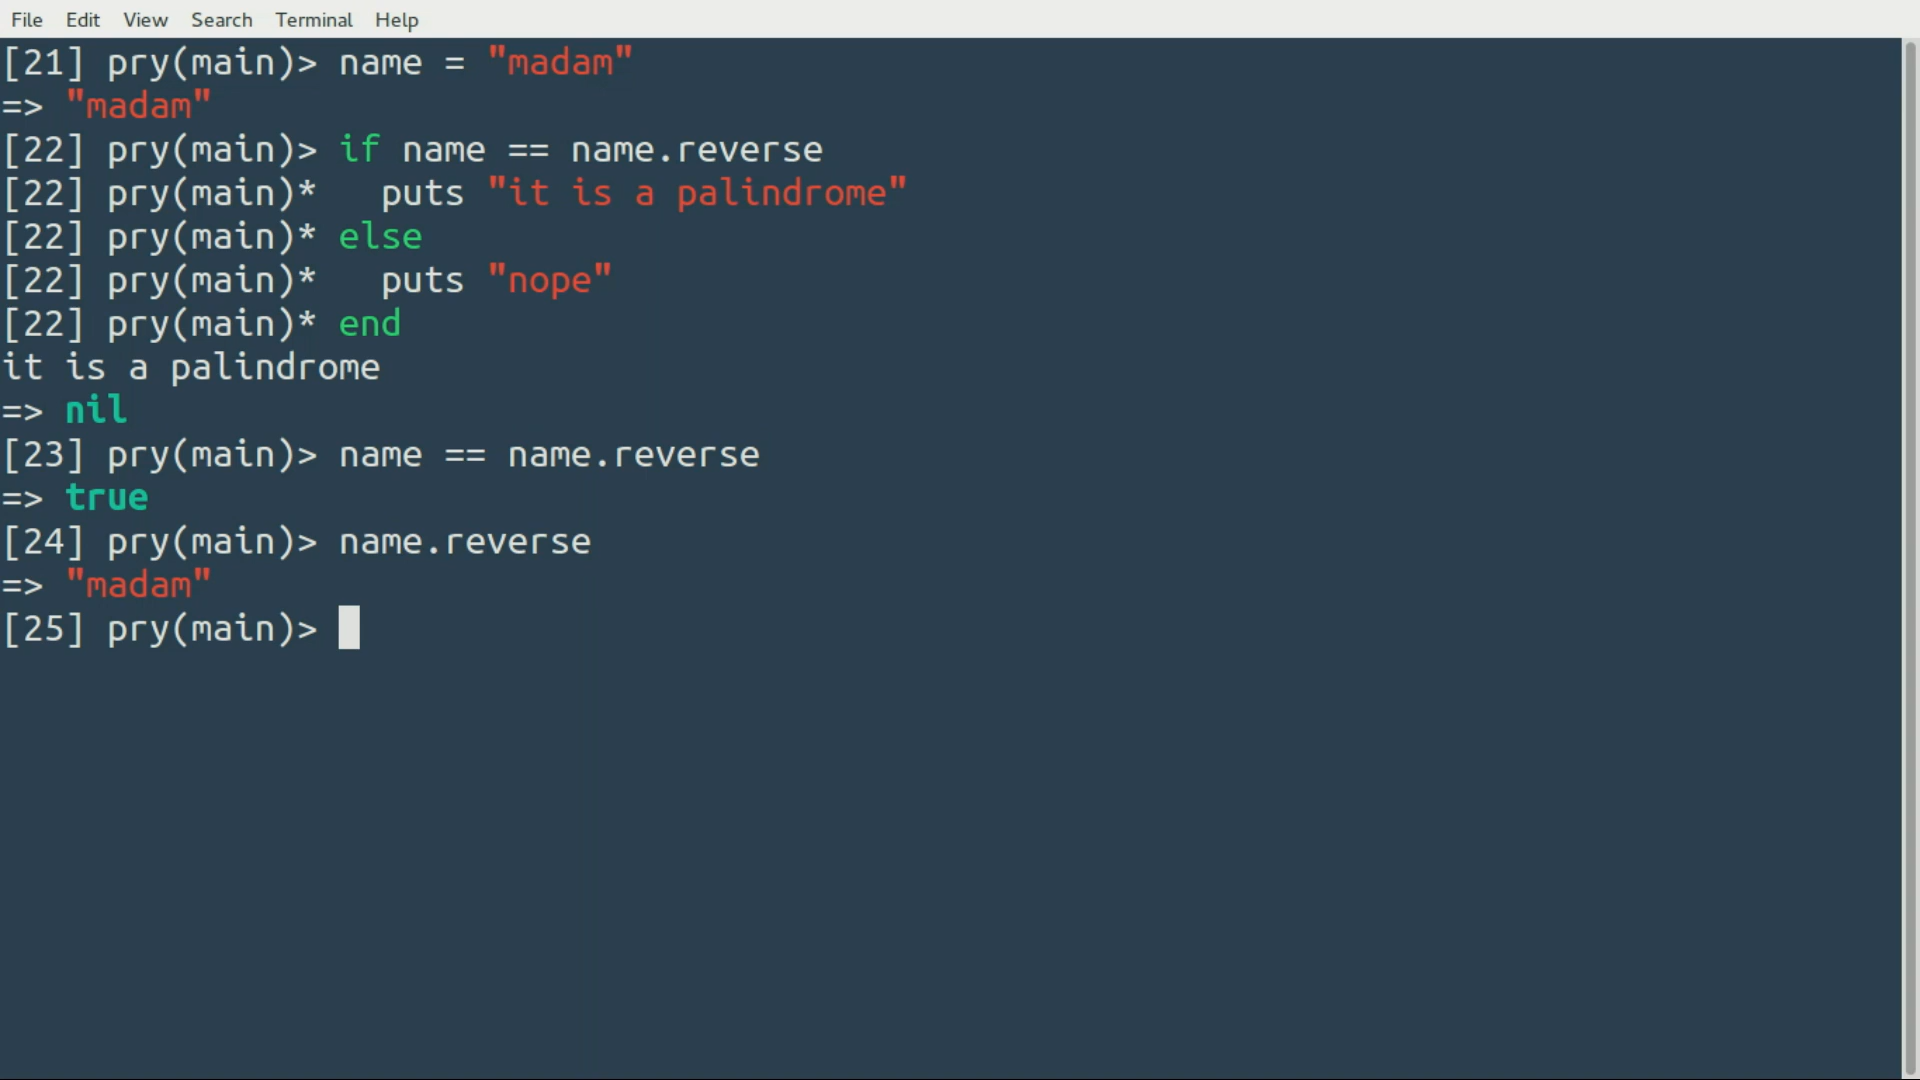 File Edit View Search Terminal Help
[21] pry(main)> name = "madam"
=> "madam"
[22] pry(main)> if name == name.reverse
[22] pry(main)*   puts "it is a palindrome"
[22] pry(main)* else
[22] pry(main)*   puts "nope"
[22] pry(main)* end
it is a palindrome
=> nil
[23] pry(main)> name == name.reverse
=> true
[24] pry(main)> name.reverse
=> "madam"
[25] pry(main)>